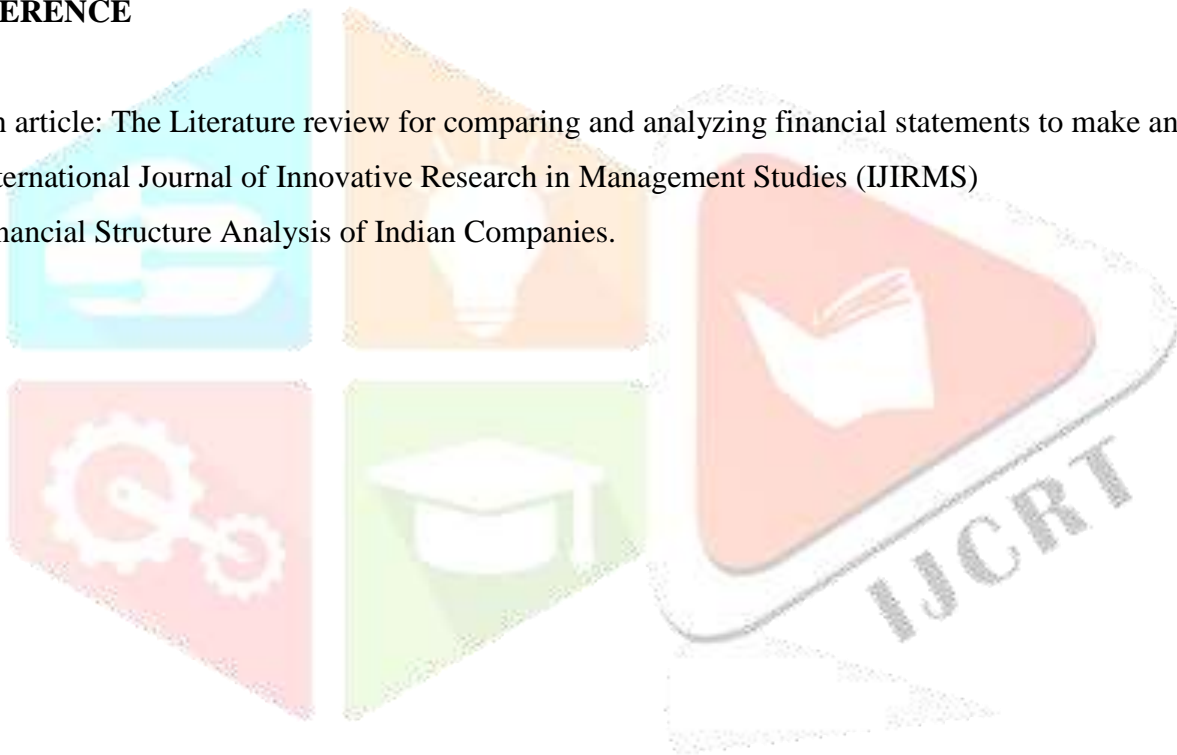 ERENCE
article: The Literature review for comparing and analyzing financial statements to make an
ternational Journal of Innovative Research in Management Studies (IJIRMS)
nancial Structure Analysis of Indian Companies.
IJCRT